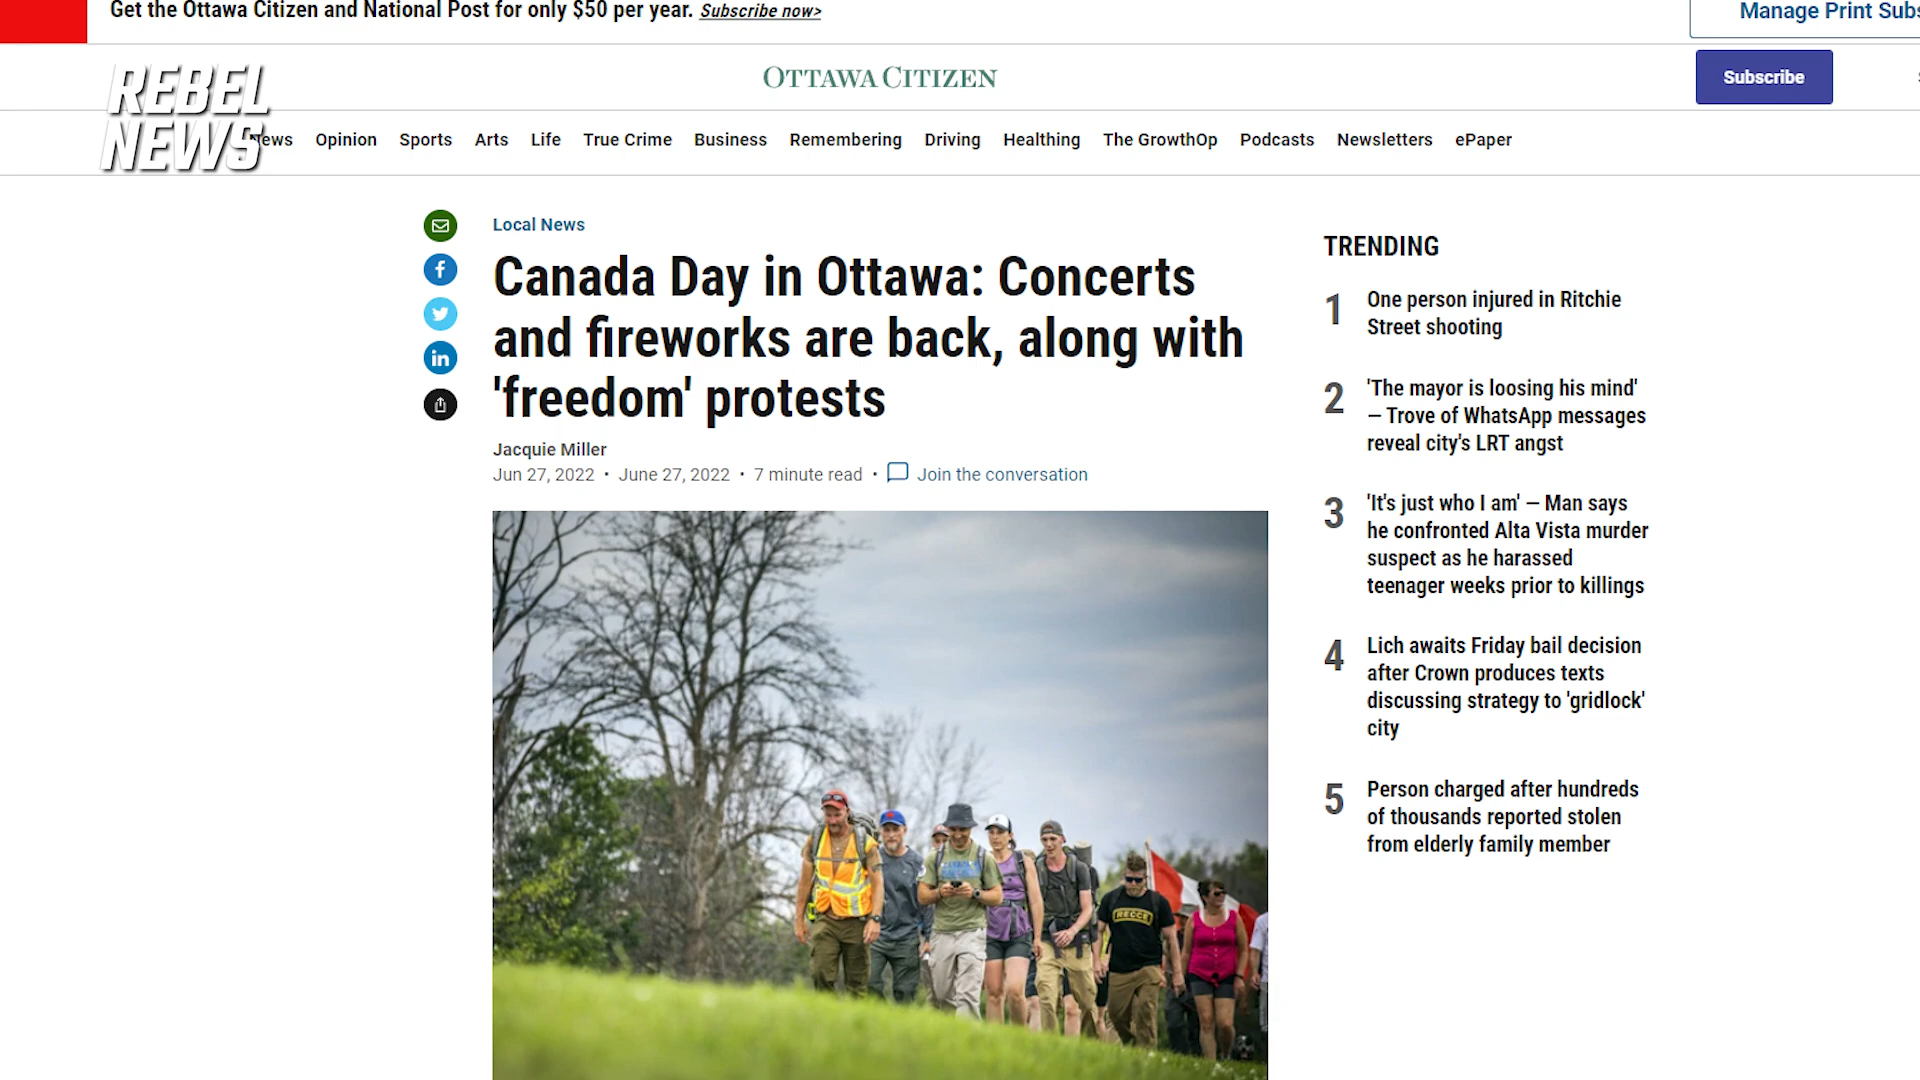 Get the Ottawa Citizen and National Post for only $50 per year. Subscribe now>
Manage Print Subs
REBEL
NEWS
OTTAWA CITIZEN
Subscribe
News Opinion Sports Arts Life True Crime Business Remembering Driving Healthing The GrowthOp Podcasts Newsletters ePaper
Local News
Canada Day in Ottawa: Concerts
and fireworks are back, along with
'freedom' protests
Jacquie Miller
Jun 27, 2022 • June 27, 2022 • 7 minute read • Join the conversation
RECCE
TRENDING
1 One person injured in Ritchie
Street shooting
2 'The mayor is loosing his mind'
– Trove of WhatsApp messages
reveal city's LRT angst
3 'It's just who I am' – Man says
he confronted Alta Vista murder
suspect as he harassed
teenager weeks prior to killings
4 Lich awaits Friday bail decision
after Crown produces texts
discussing strategy to 'gridlock'
city
5 Person charged after hundreds
of thousands reported stolen
from elderly family member